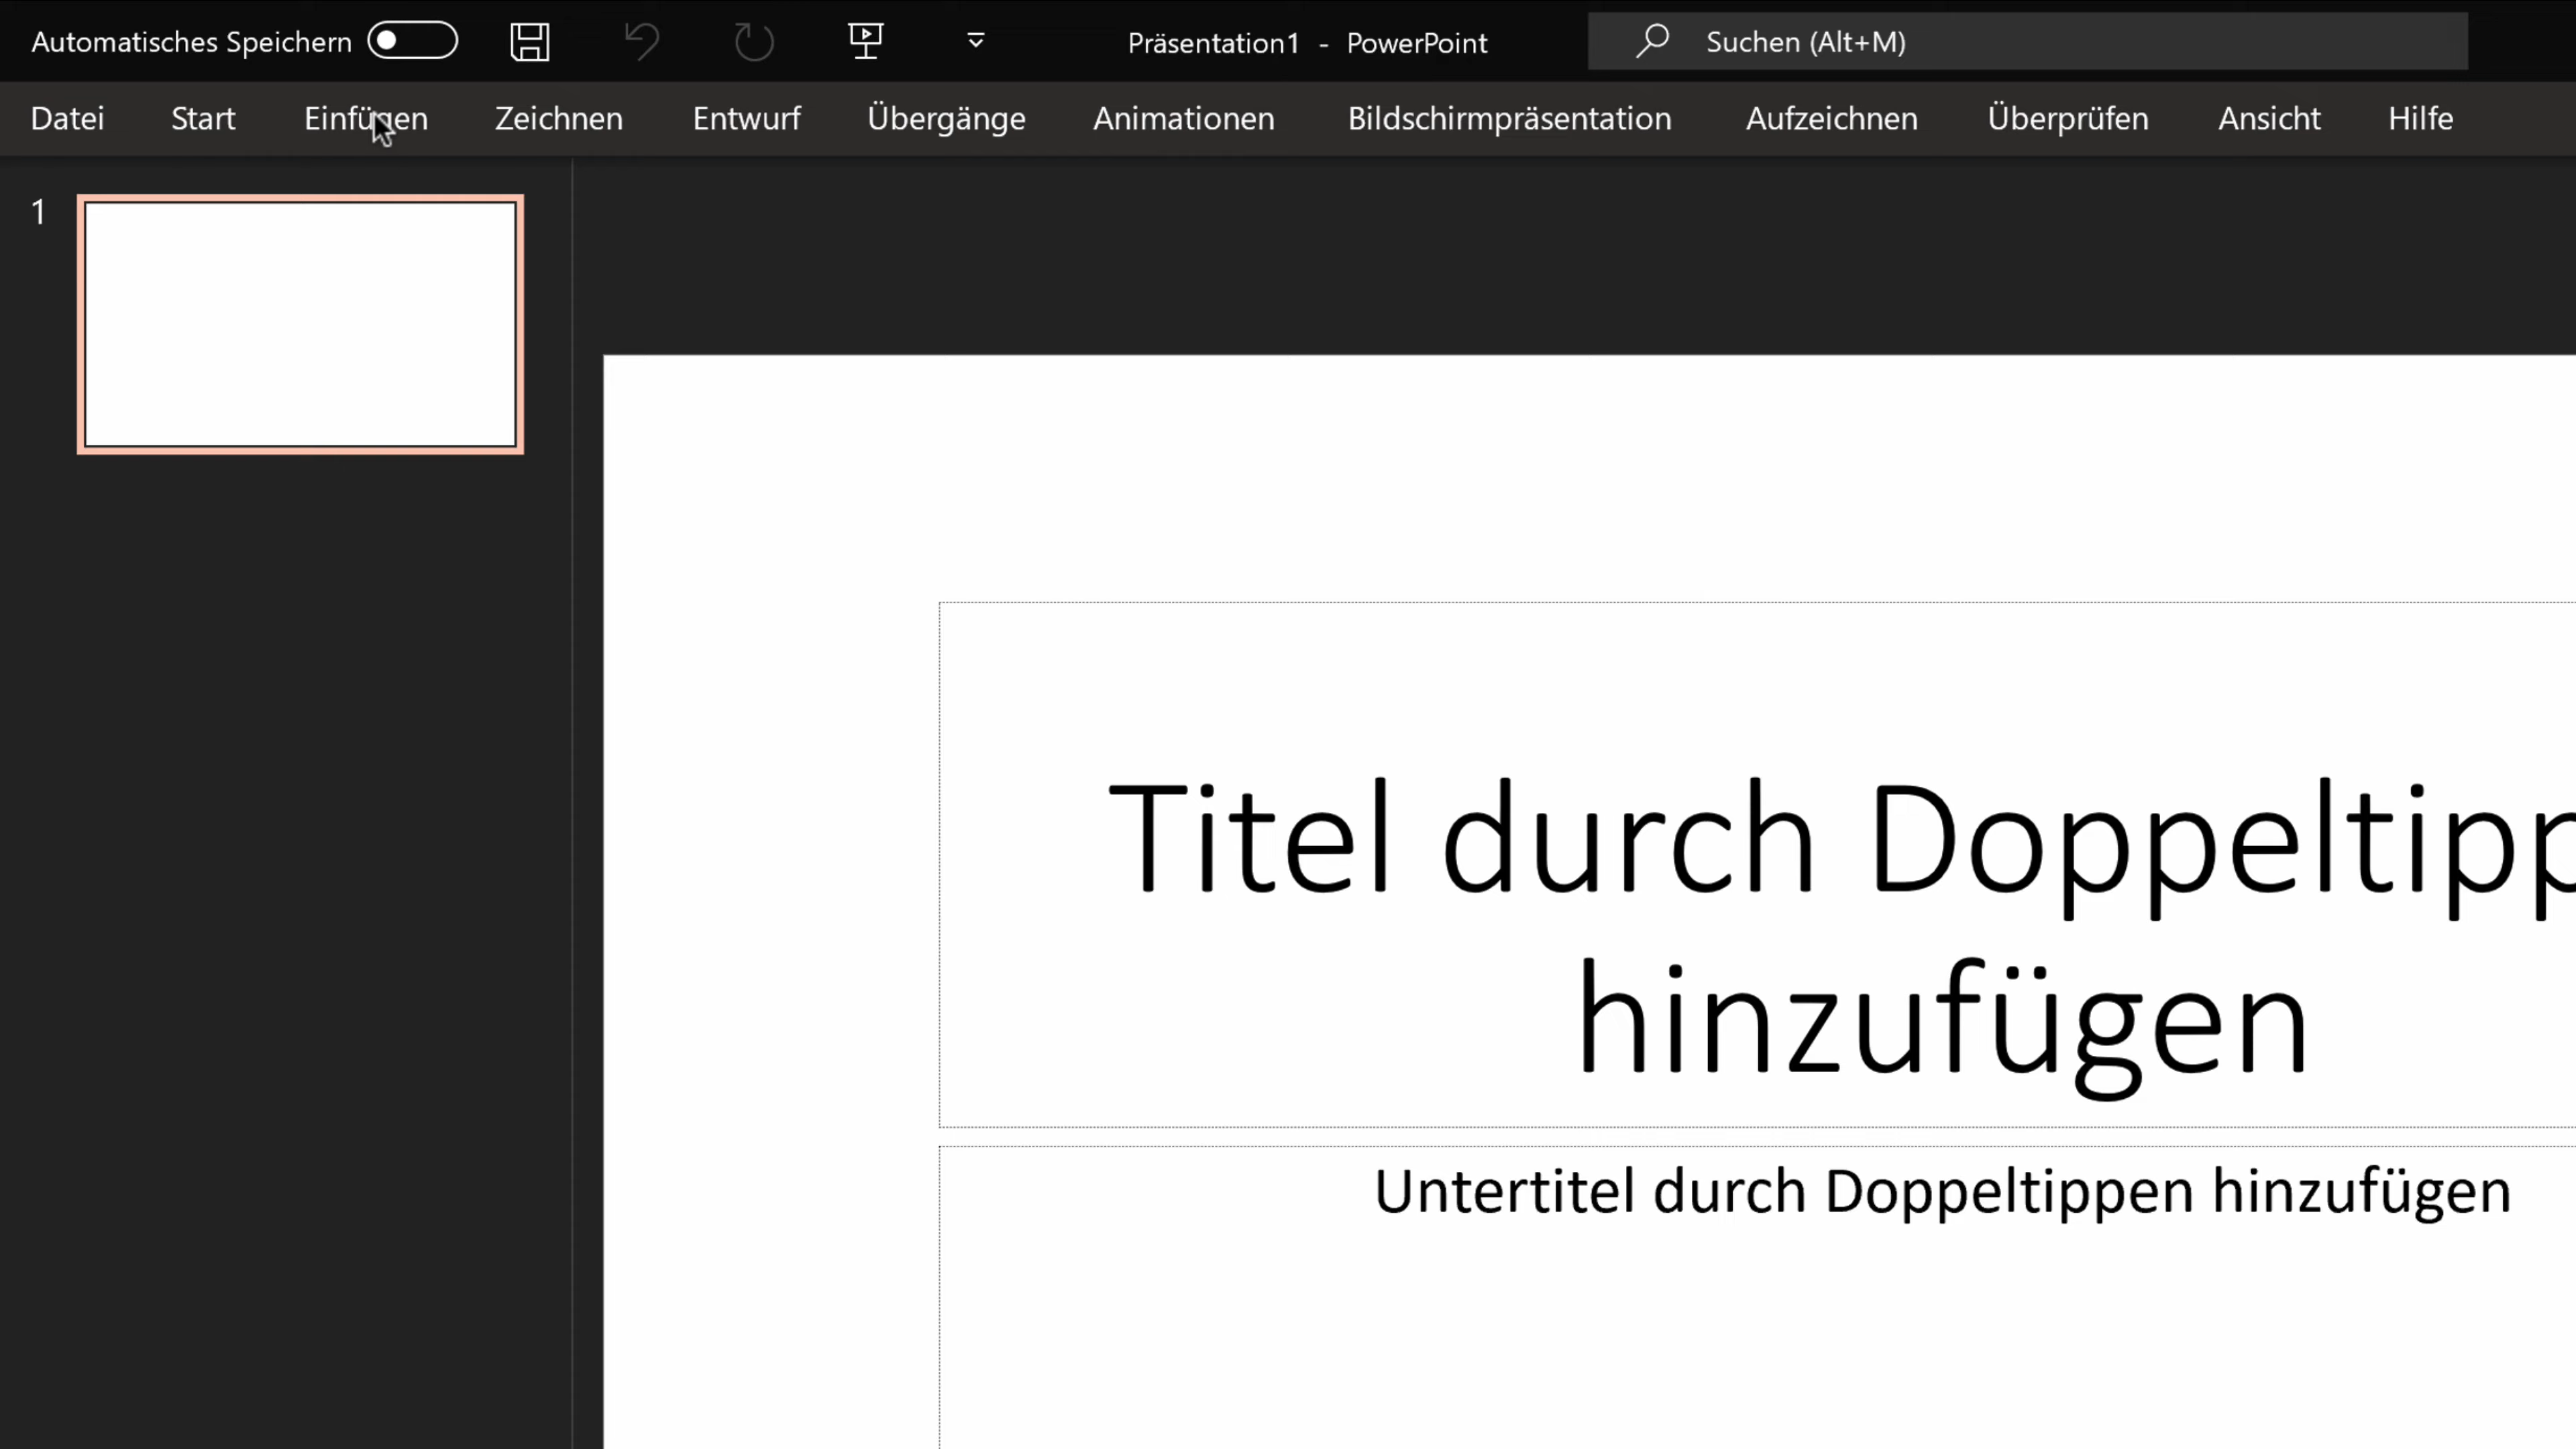 Automatisches Speichern
Präsentation1 - PowerPoint
Suchen (Alt+M)
Datei Start Einfügen Zeichnen Entwurf Übergänge Animationen Bildschirmpräsentation Aufzeichnen Überprüfen Ansicht Hilfe
1
Titel durch Doppeltipp
hinzufügen
Untertitel durch Doppeltippen hinzufügen